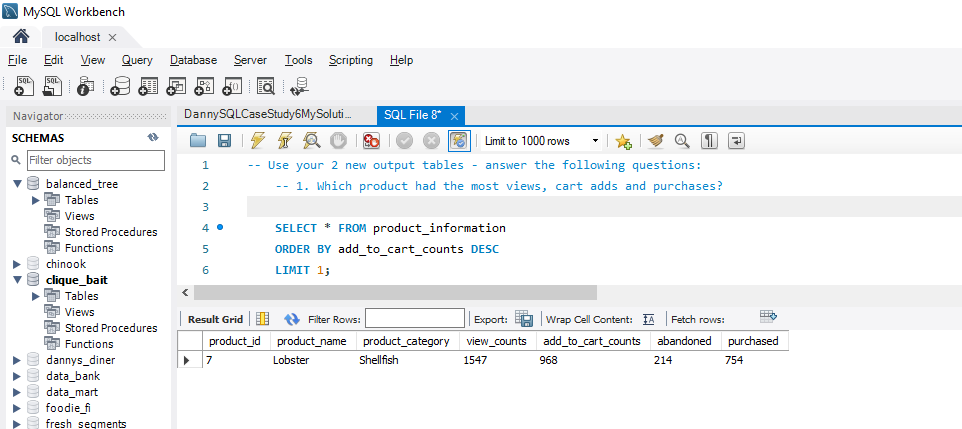 MySQL Workbench
localhost
File Edit View Query Database Server Tools Scripting Help
Navigator
SCHEMAS
Filter objects
balanced_tree
Tables
Views
Stored Procedures
Functions
chinook
clique_bait
Tables
Views
Stored Procedures
Functions
dannys_diner
data_bank
data_mart
foodie_fi
fresh_segments
DannySQLCaseStudy6MySoluti... SQL File 8*
Limit to 1000 rows
1 -- Use your 2 new output tables - answer the following questions:
2 -- 1. Which product had the most views, cart adds and purchases?
3
4 SELECT * FROM product_information
5 ORDER BY add_to_cart_counts DESC
6 LIMIT 1;
Result Grid Filter Rows: Export: Wrap Cell Content: Fetch rows:
product_id product_name product_category view_counts add_to_cart_counts abandoned purchased
7 Lobster Shellfish 1547 968 214 754